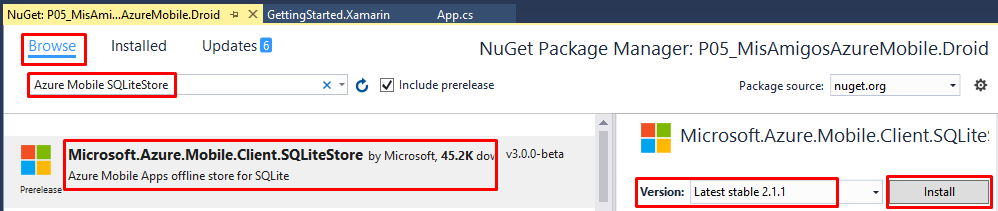 NuGet: P05_MisAmi...AzureMobile.Droid GettingStarted.Xamarin App.cs
Browse Installed Updates 6 NuGet Package Manager: P05_MisAmigosAzureMobile.Droid
Azure Mobile SQLiteStore Include prerelease Package source: nuget.org
Microsoft.Azure.Mobile.Client.SQLiteStore by Microsoft, 45.2K dow v3.0.0-beta
Azure Mobile Apps offline store for SQLite
Prerelease
Microsoft.Azure.Mobile.Client.SQLiteS
Version: Latest stable 2.1.1 Install